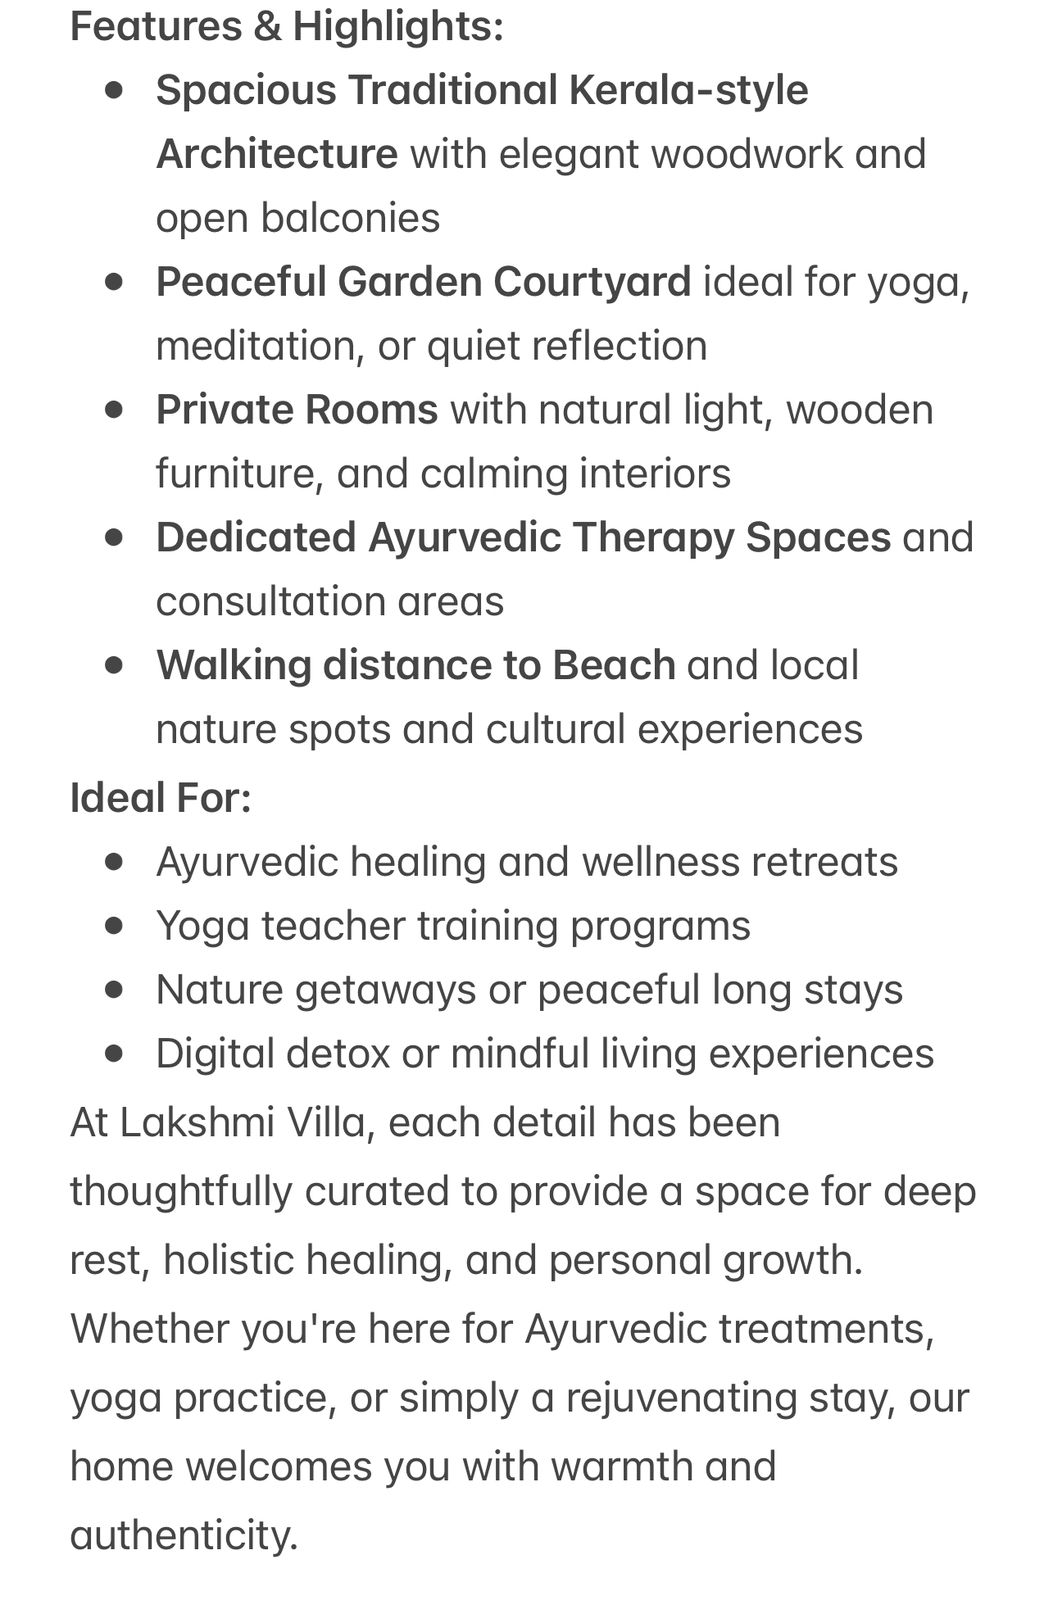 Features & Highlights:
● Spacious Traditional Kerala-style
Architecture with elegant woodwork and
open balconies
● Peaceful Garden Courtyard ideal for yoga,
meditation, or quiet reflection
● Private Rooms with natural light, wooden
furniture, and calming interiors
● Dedicated Ayurvedic Therapy Spaces and
consultation areas
● Walking distance to Beach and local
nature spots and cultural experiences
Ideal For:
● Ayurvedic healing and wellness retreats
● Yoga teacher training programs
● Nature getaways or peaceful long stays
● Digital detox or mindful living experiences
At Lakshmi Villa, each detail has been
thoughtfully curated to provide a space for deep
rest, holistic healing, and personal growth.
Whether you're here for Ayurvedic treatments,
yoga practice, or simply a rejuvenating stay, our
home welcomes you with warmth and
authenticity.